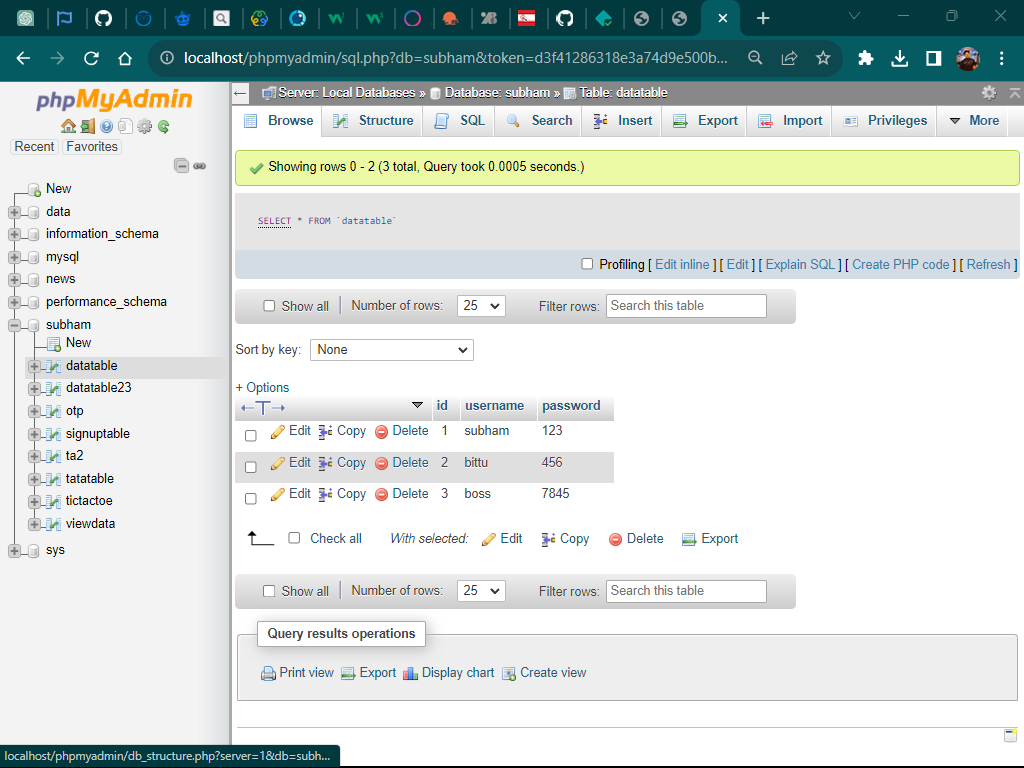 localhost/phpmyadmin/sql.php?db=subham&token=d3f41286318e3a74d9e500b...
phpMyAdmin
Recent Favorites
New
data
information_schema
mysql
news
performance_schema
subham
New
datatable
datatable23
otp
signuptable
ta2
tatatable
tictactoe
viewdata
sys
Server: Local Databases » Database: subham » Table: datatable
Browse Structure SQL Search Insert Export Import Privileges More
Showing rows 0 - 2 (3 total, Query took 0.0005 seconds.)
SELECT * FROM `datatable`
Profiling [ Edit inline ] [ Edit ] [ Explain SQL ] [ Create PHP code ] [ Refresh ]
Show all Number of rows: 25 Filter rows: Search this table
Sort by key: None
+ Options
←T→ id username password
Edit Copy Delete 1 subham 123
Edit Copy Delete 2 bittu 456
Edit Copy Delete 3 boss 7845
Check all With selected: Edit Copy Delete Export
Show all Number of rows: 25 Filter rows: Search this table
Query results operations
Print view Export Display chart Create view
localhost/phpmyadmin/db_structure.php?server=1&db=subh...